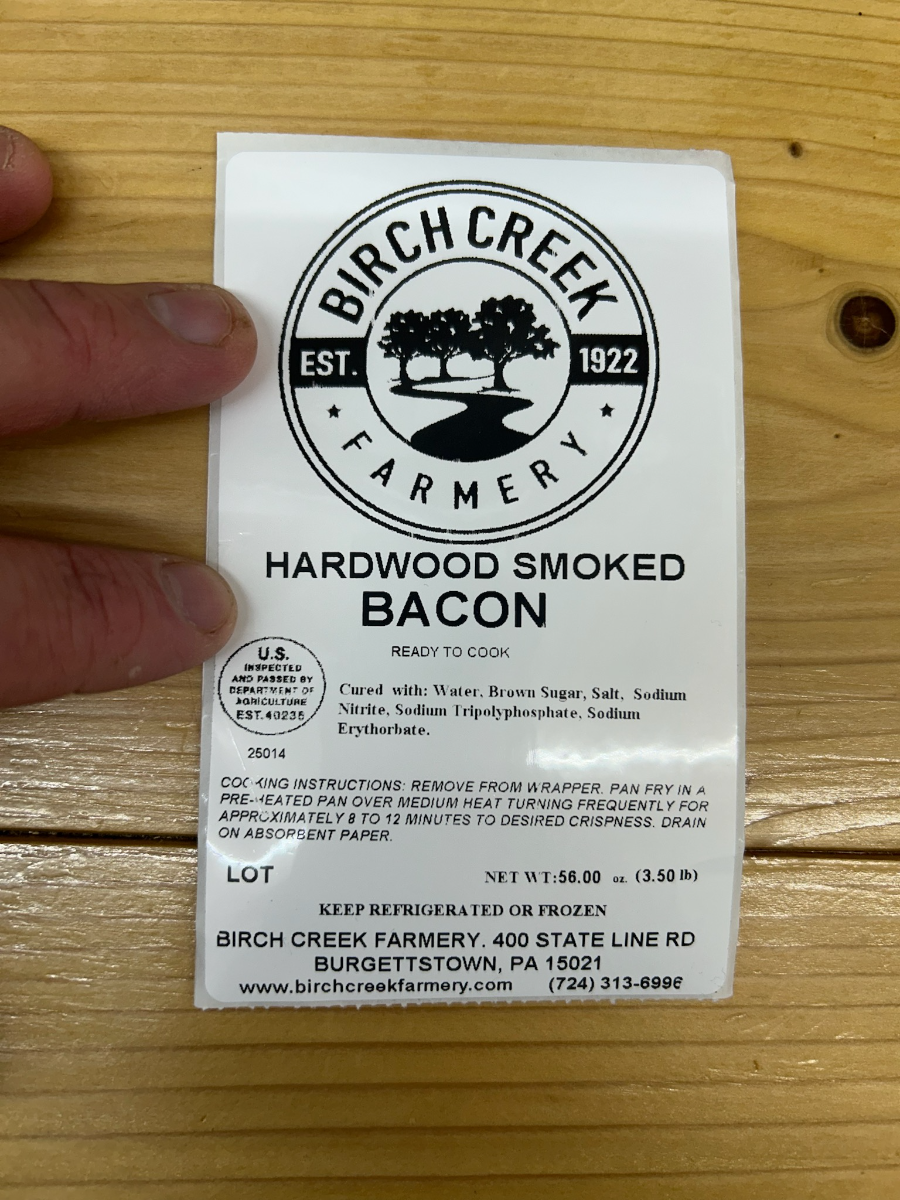 BIRCH CREEK
EST. 1922
FARMERY
HARDWOOD SMOKED
BACON
READY TO COOK
U.S.
INSPECTED
AND PASSED BY
DEPARTMENT OF
AGRICULTURE
EST. 40235
Cured with: Water, Brown Sugar, Salt, Sodium
Nitrite, Sodium Tripolyphosphate, Sodium
Erythorbate.
25014
COOKING INSTRUCTIONS: REMOVE FROM WRAPPER. PAN FRY IN A
PRE-HEATED PAN OVER MEDIUM HEAT TURNING FREQUENTLY FOR
APPROXIMATELY 8 TO 12 MINUTES TO DESIRED CRISPNESS. DRAIN
ON ABSORBENT PAPER.
LOT NET WT:56.00 oz. (3.50 lb)
KEEP REFRIGERATED OR FROZEN
BIRCH CREEK FARMERY. 400 STATE LINE RD
BURGETTSTOWN, PA 15021
www.birchcreekfarmery.com (724) 313-6996